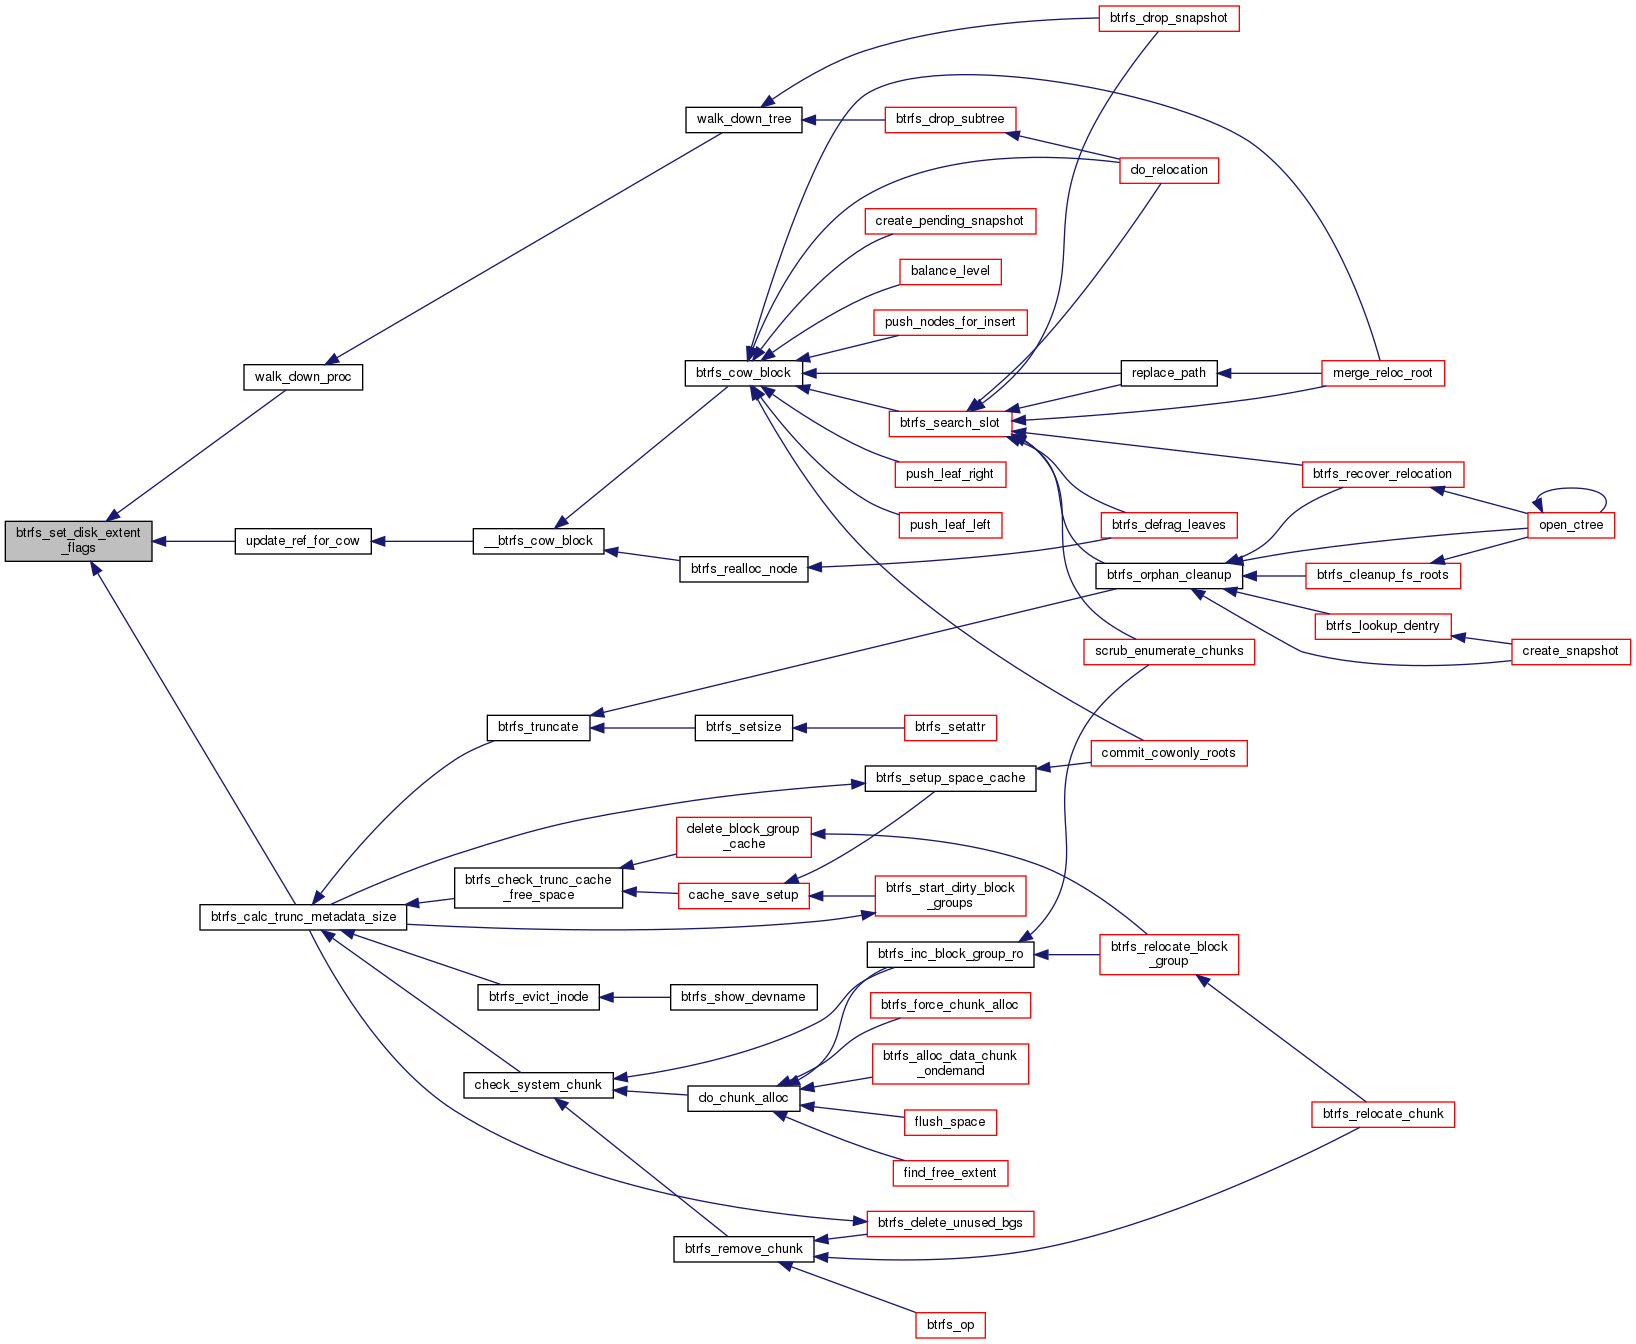 btrfs_drop_snapshot
walk_down_tree
btrfs_drop_subtree
do_relocation
create_pending_snapshot
balance_level
push_nodes_for_insert
walk_down_proc
btrfs_cow_block
replace_path
merge_reloc_root
btrfs_search_slot
push_leaf_right
btrfs_recover_relocation
btrfs_set_disk_extent
_flags
update_ref_for_cow
__btrfs_cow_block
push_leaf_left
btrfs_defrag_leaves
open_ctree
btrfs_realloc_node
btrfs_orphan_cleanup
btrfs_cleanup_fs_roots
btrfs_lookup_dentry
scrub_enumerate_chunks
create_snapshot
btrfs_truncate
btrfs_setsize
btrfs_setattr
commit_cowonly_roots
btrfs_setup_space_cache
delete_block_group
_cache
btrfs_check_trunc_cache
_free_space
cache_save_setup
btrfs_start_dirty_block
_groups
btrfs_calc_trunc_metadata_size
btrfs_inc_block_group_ro
btrfs_relocate_block
_group
btrfs_evict_inode
btrfs_show_devname
btrfs_force_chunk_alloc
btrfs_alloc_data_chunk
_ondemand
check_system_chunk
do_chunk_alloc
flush_space
btrfs_relocate_chunk
find_free_extent
btrfs_delete_unused_bgs
btrfs_remove_chunk
btrfs_op